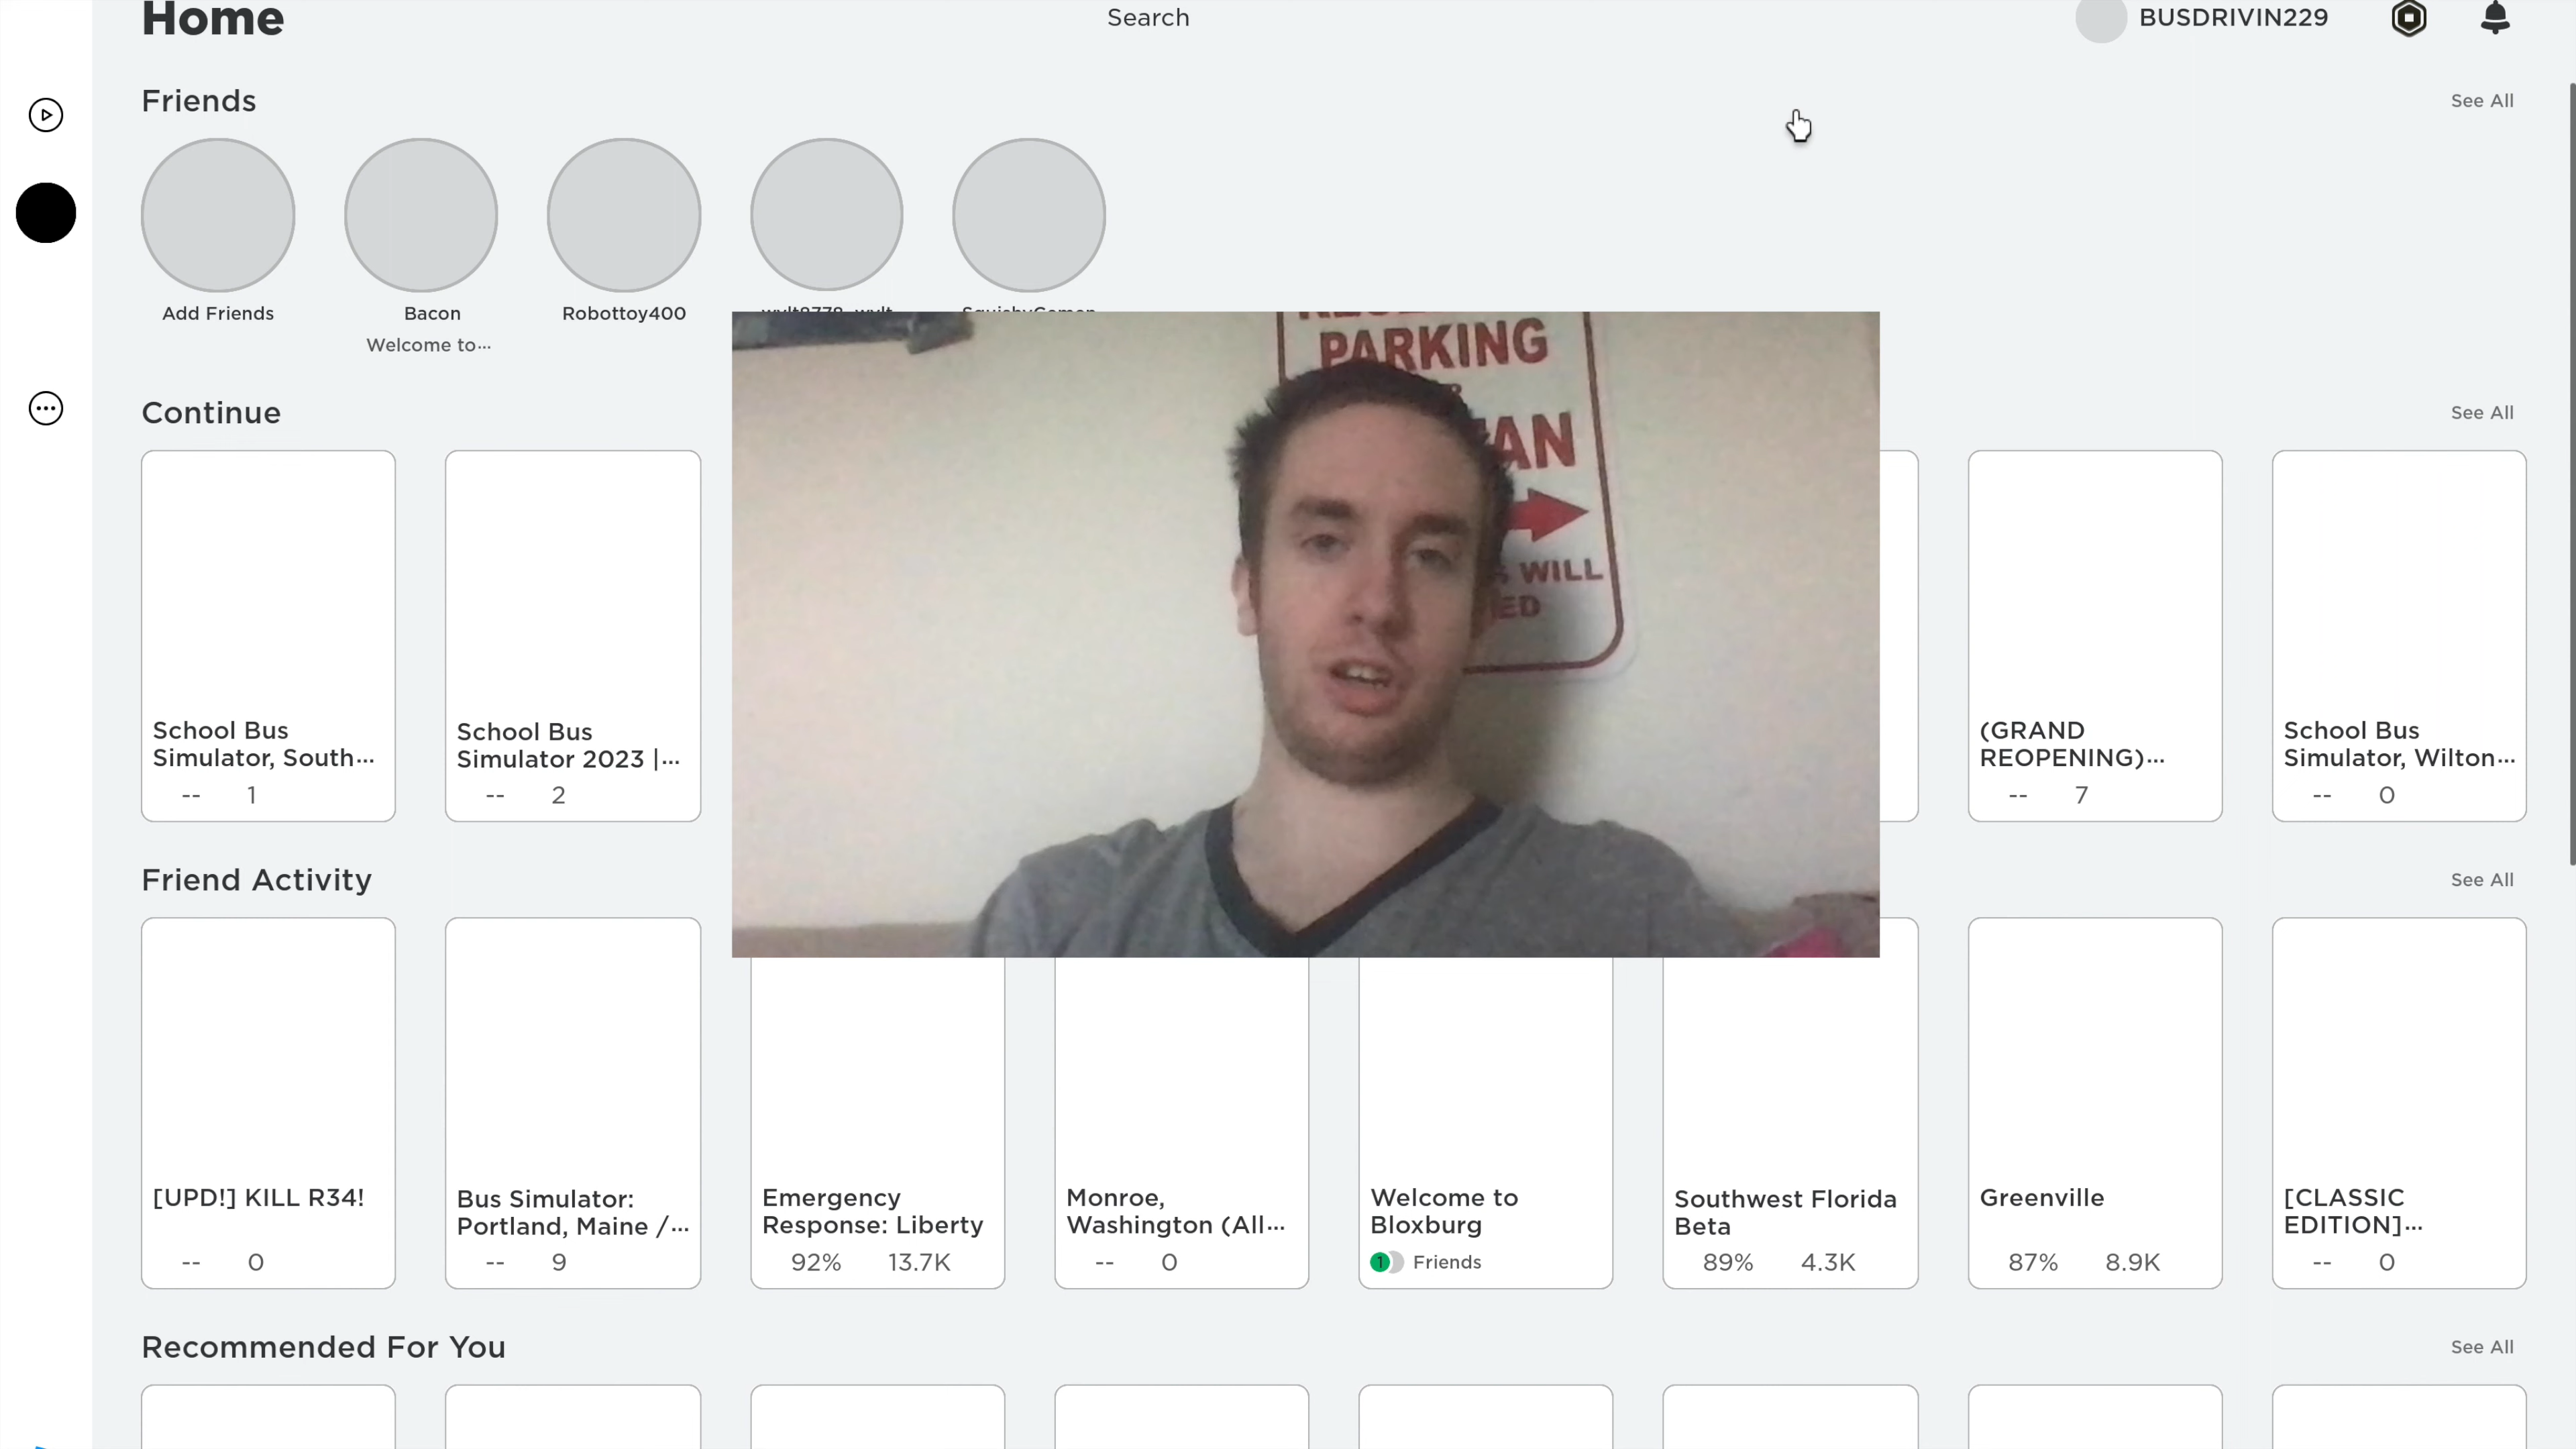 Home
Search
BUSDRIVIN229
Friends
See All
Add Friends
Bacon
Robottoy400
Welcome to...
PARKING
AN
WILL
ED
Continue
See All
School Bus
Simulator, South...
1
School Bus
Simulator 2023 |...
2
(GRAND
REOPENING)...
7
School Bus
Simulator, Wilton...
0
-- 
--
--
--
Friend Activity
See All
[UPD!] KILL R34!
-- 0
Bus Simulator:
Portland, Maine /...
-- 9
Emergency
Response: Liberty
92% 13.7K
Monroe,
Washington (All...
-- 0
Welcome to
Bloxburg
1 Friends
Southwest Florida
Beta
89% 4.3K
Greenville
87% 8.9K
[CLASSIC
EDITION]...
-- 0
Recommended For You
See All